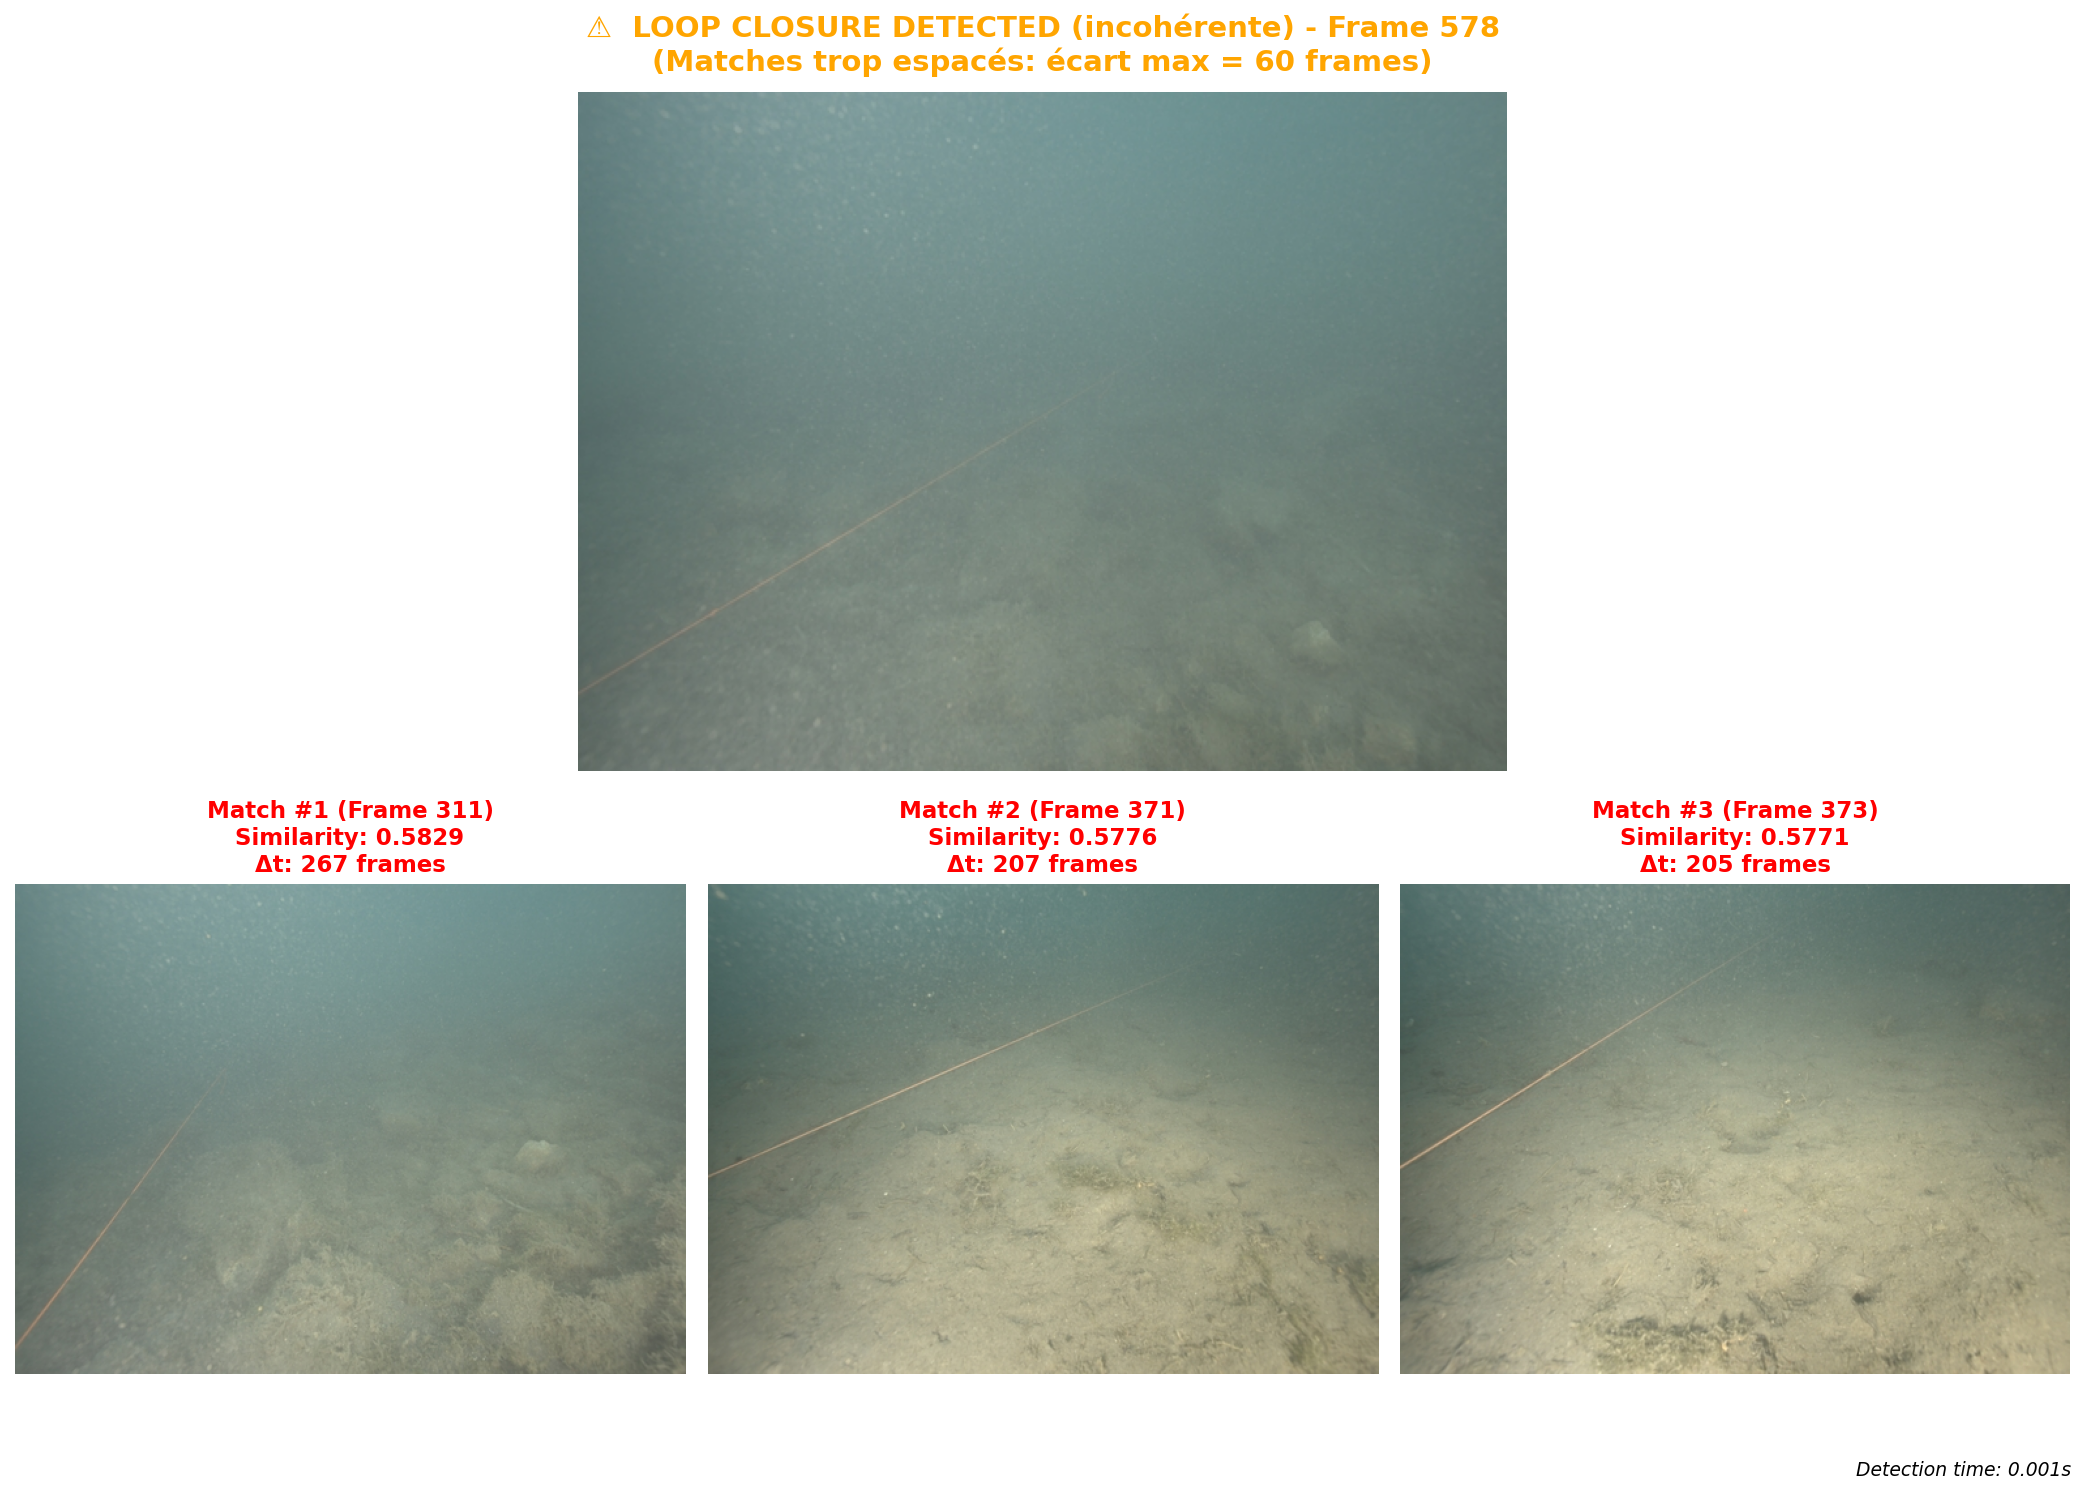 ⚠ LOOP CLOSURE DETECTED (incohérente) - Frame 578
(Matches trop espacés: écart max = 60 frames)
Match #1 (Frame 311)
Similarity: 0.5829
Δt: 267 frames
Match #2 (Frame 371)
Similarity: 0.5776
Δt: 207 frames
Match #3 (Frame 373)
Similarity: 0.5771
Δt: 205 frames
Detection time: 0.001s